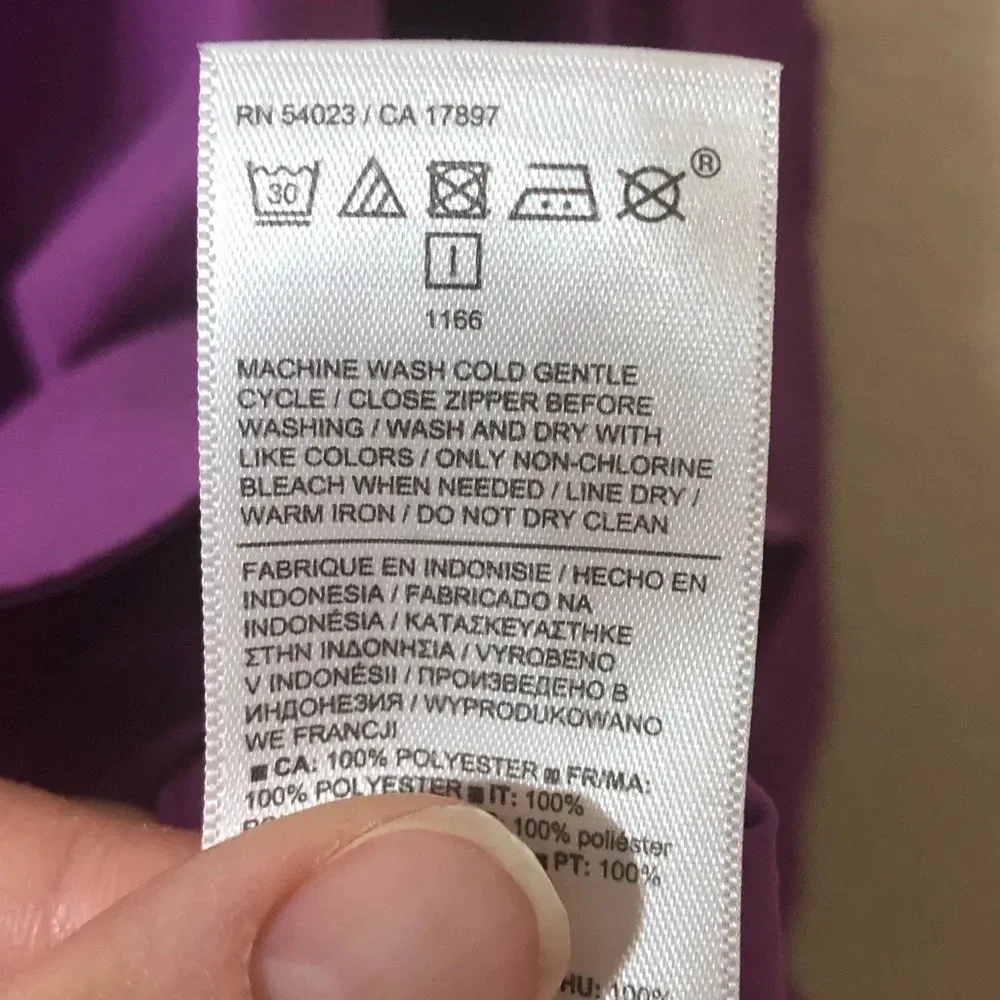 RN 54023 / CA 17897
30
®
1166
MACHINE WASH COLD GENTLE
CYCLE / CLOSE ZIPPER BEFORE
WASHING / WASH AND DRY WITH
LIKE COLORS / ONLY NON-CHLORINE
BLEACH WHEN NEEDED / LINE DRY /
WARM IRON / DO NOT DRY CLEAN
FABRIQUE EN INDONISIE / HECHO EN
INDONESIA / FABRICADO NA
INDONÉSIA / ΚΑΤΑΣΚΕΥΑΣΤΗΚΕ
ΣΤΗΝ ΙΝΔΟΝΗΣΙΑ / VYROBENO
V INDONÉSII / ПРОИЗВЕДЕНО В
ИНДОНЕЗИЯ / WYPRODUKOWANO
WE FRANCJI
CA: 100% POLYESTER FR/MA:
100% POLYESTER IT: 100%
100% poliéster
PT: 100%
HU: 100%